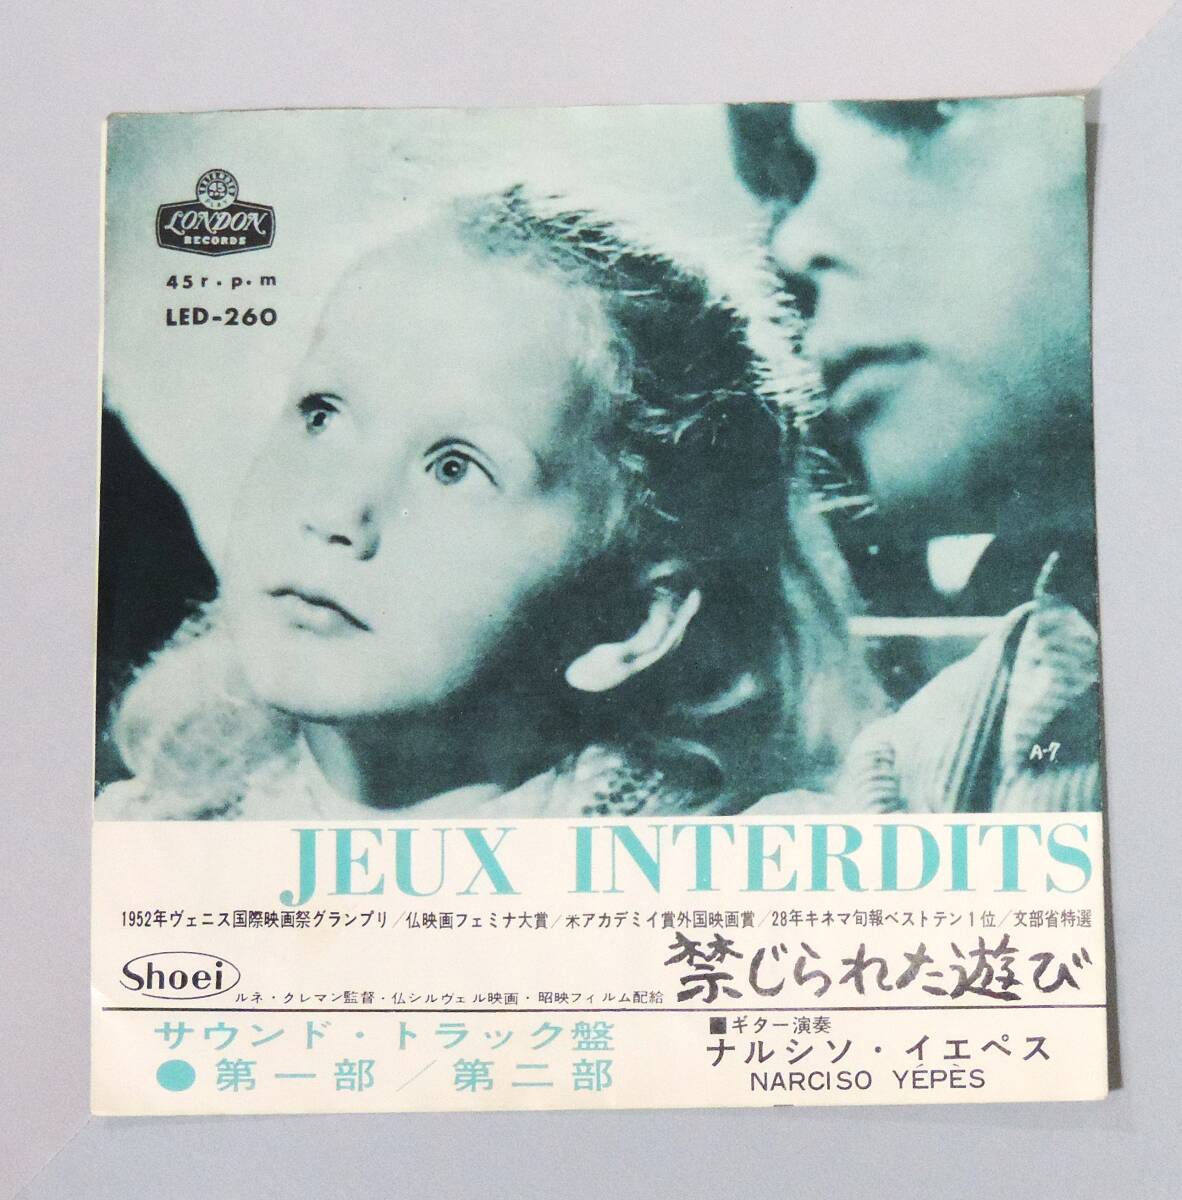 LONDON
RECORDS
45 r.p.m
LED-260
A-7
JEUX INTERDITS
1952年ヴェニス国際映画祭グランプリ/仏映画フェミナ大賞/米アカデミイ賞外国映画賞/28年キネマ旬報ベストテン1位/文部省特選
Shoei
ルネ・クレマン監督・仏シルヴェル映画・昭映フィルム配給
禁じられた遊び
サウンド・トラック盤
●第一部/第二部
■ギター演奏
ナルシソ・イエペス
NARCISO YÉPÈS